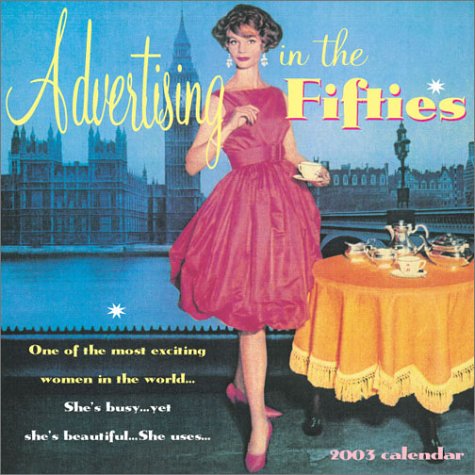 Advertising
in the
Fifties
One of the most exciting
women in the world...
She's busy...yet
she's beautiful...She uses...
2003 calendar